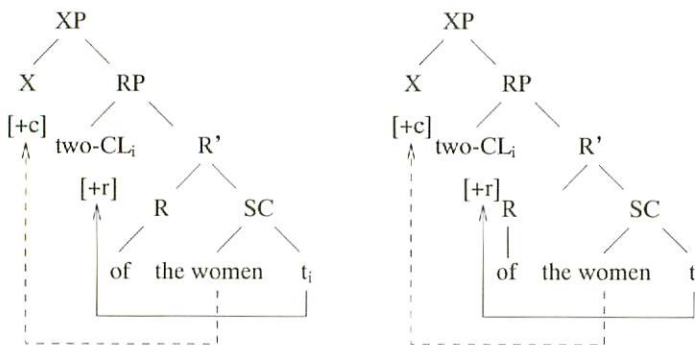 XP XP
X RP X RP
[+c] two-CLi R' [+c] two-CLi R'
[+r] R SC [+r] R SC
of the women ti of the women t